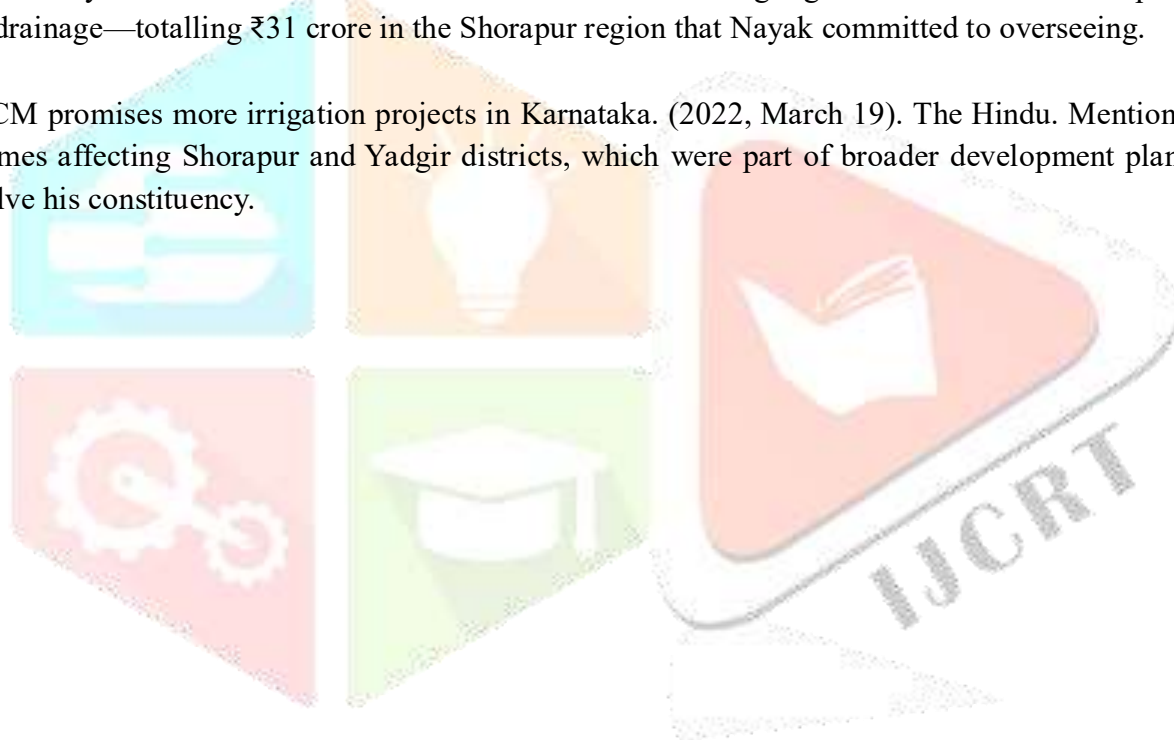 drainage—totalling ₹31 crore in the Shorapur region that Nayak committed to overseeing.
CM promises more irrigation projects in Karnataka. (2022, March 19). The Hindu. Mention
mes affecting Shorapur and Yadgir districts, which were part of broader development plan
lve his constituency.
IJCRT